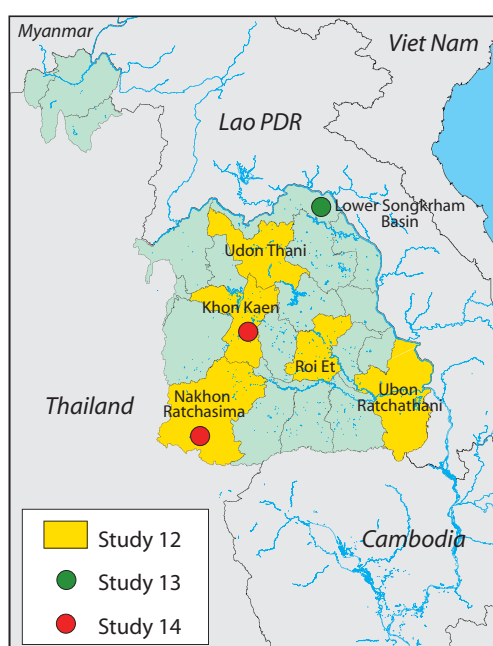 Myanmar
Viet Nam
Lao PDR
Lower Songkrham
Basin
Udon Thani
Khon Kaen
Roi Et
Nakhon
Ratchasima
Ubon
Ratchathani
Thailand
Cambodia
Study 12
Study 13
Study 14